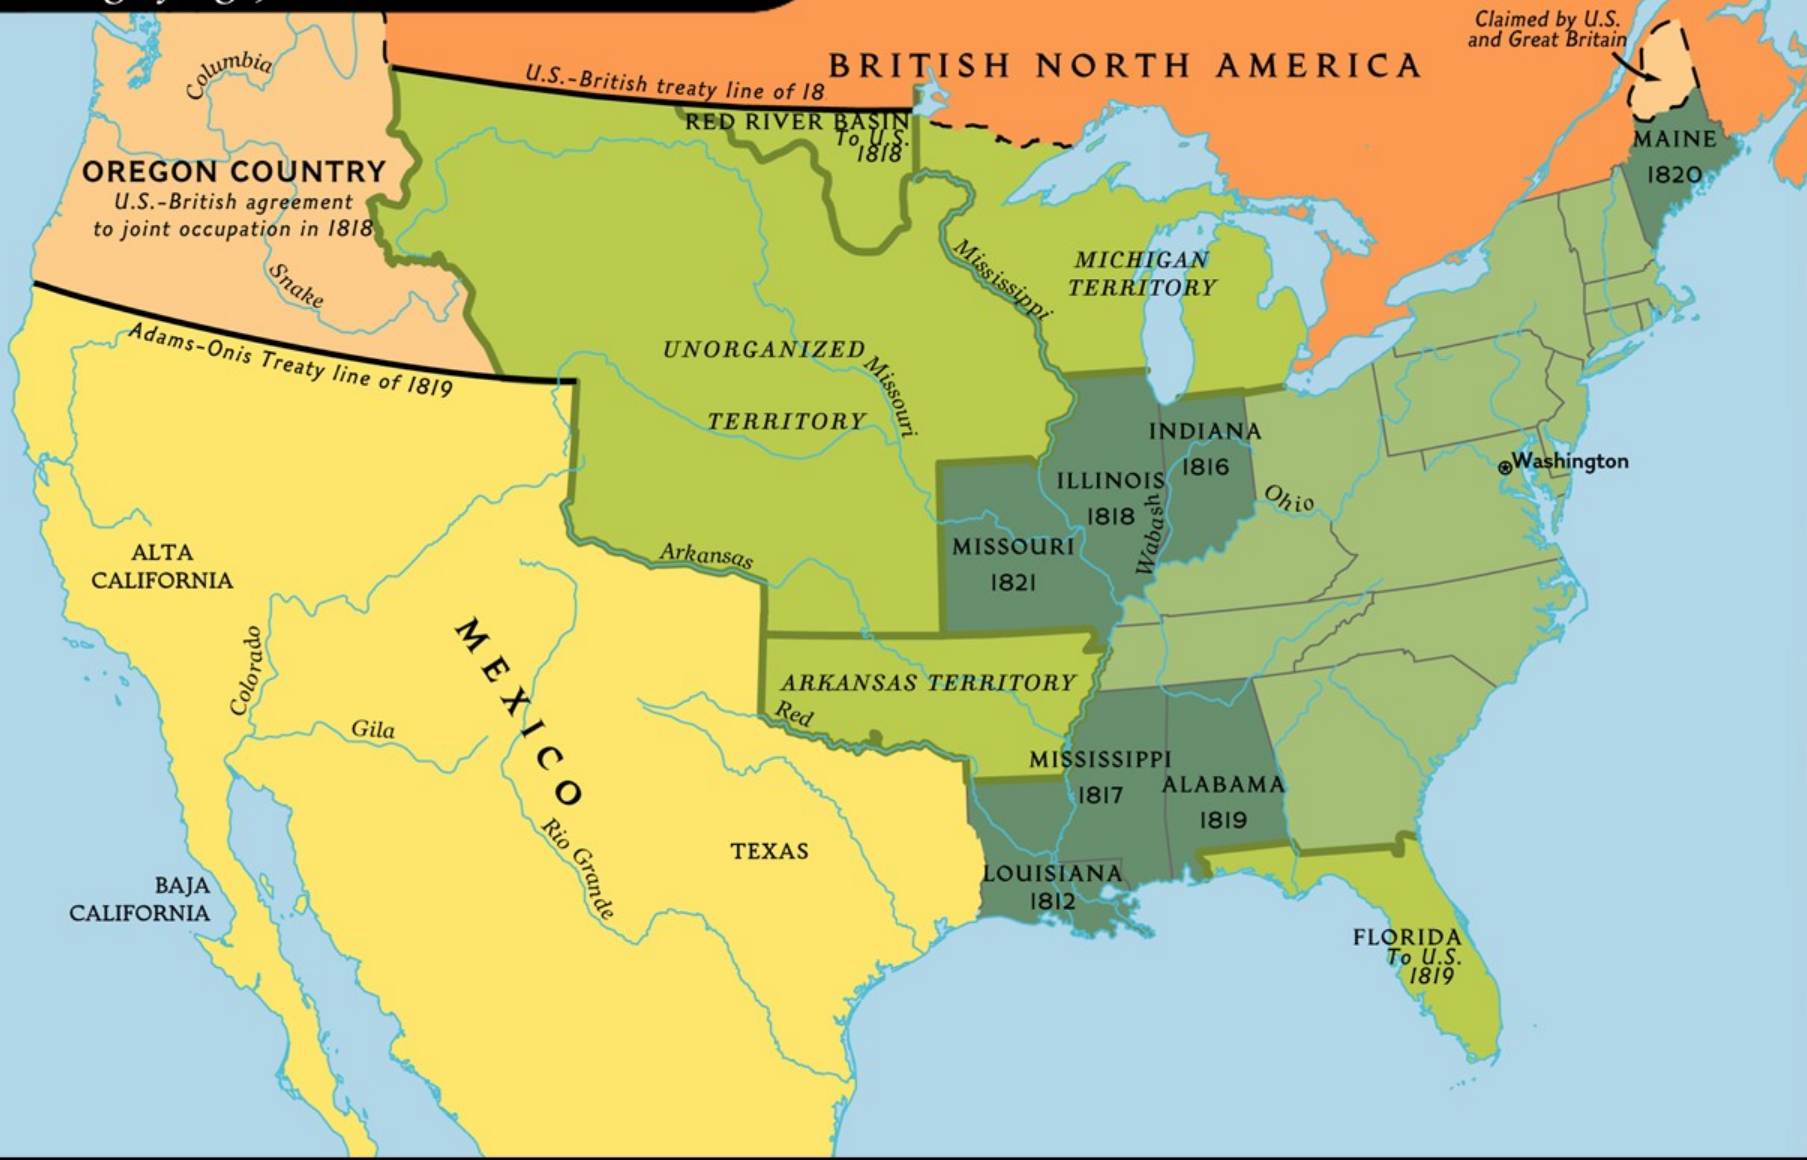 Claimed by U.S.
and Great Britain
BRITISH NORTH AMERICA
Columbia
U.S.-British treaty line of 18
RED RIVER BASIN
To U.S.
1818
MAINE
1820
OREGON COUNTRY
U.S.-British agreement
to joint occupation in 1818
Snake
Mississippi
MICHIGAN
TERRITORY
Adams-Onis Treaty line of 1819
UNORGANIZED
TERRITORY
Missouri
INDIANA
1816
Washington
ILLINOIS
1818
Wabash
Ohio
MISSOURI
1821
ALTA
CALIFORNIA
Arkansas
MEXICO
Colorado
Gila
ARKANSAS TERRITORY
Red
MISSISSIPPI
1817
ALABAMA
1819
Rio Grande
TEXAS
LOUISIANA
1812
BAJA
CALIFORNIA
FLORIDA
To U.S.
1819